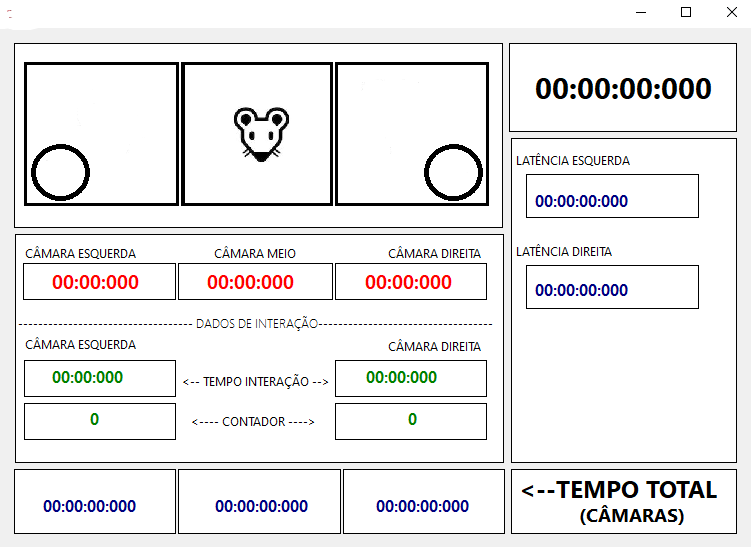 00:00:00:000
LATÊNCIA ESQUERDA
00:00:00:000
LATÊNCIA DIREITA
00:00:00:000
CÂMARA ESQUERDA CÂMARA MEIO CÂMARA DIREITA
00:00:000 00:00:000 00:00:000
----------------------------------- DADOS DE INTERAÇÃO-----------------------------------
CÂMARA ESQUERDA CÂMARA DIREITA
00:00:000 <-- TEMPO INTERAÇÃO --> 00:00:000
0 <---- CONTADOR ----> 0
00:00:00:000 00:00:00:000 00:00:00:000
<--TEMPO TOTAL
(CÂMARAS)